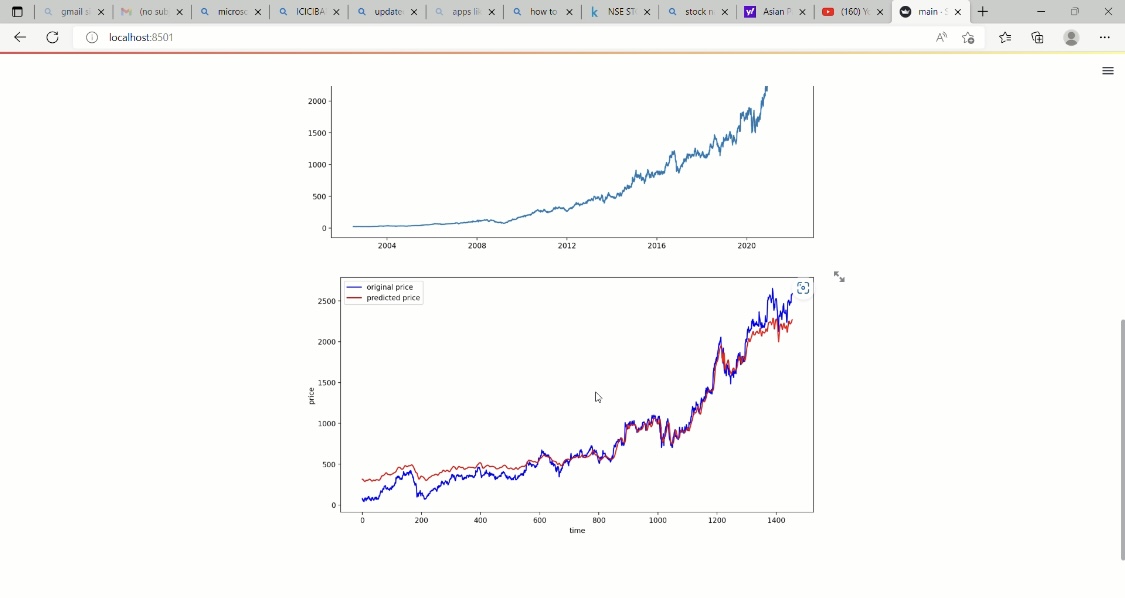 gmail si
(no sub
microso
ICICIBA
update
apps li
how to
NSE ST
stock n
Asian P
(160) Y
main · S
localhost:8501
2000
1500
1000
500
0
2004 2008 2012 2016 2020
original price
predicted price
2500
2000
1500
1000
500
0
price
0 200 400 600 800 1000 1200 1400
time